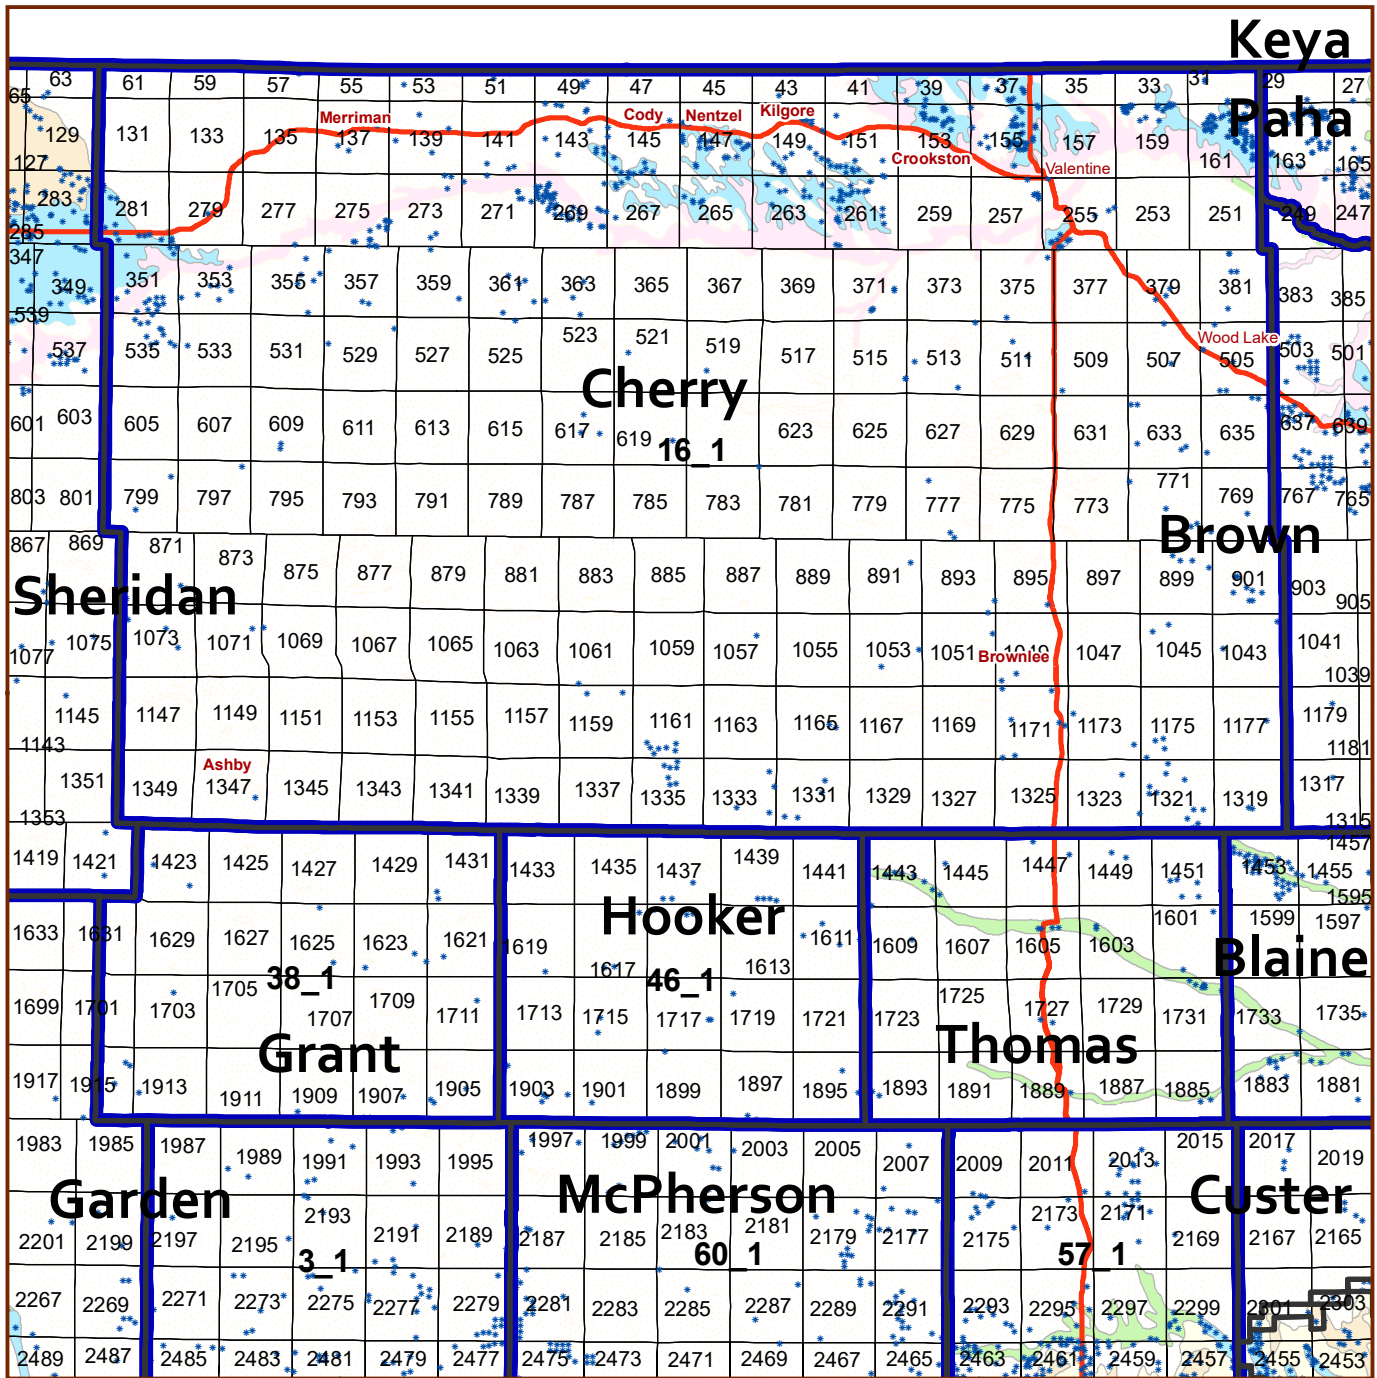 Keya
63 61 59 57 55 53 51 49 47 45 43 41 39 37 35 33 31 29 27
65
Merriman Cody Nentzel Kilgore Paha
129 131 133 135 137 139 141 143 145 147 149 151 153 155 157 159
127 Crookston Valentine 161 163 165
283 281 279 277 275 273 271 269 267 265 263 261 259 257 255 253 251 249 247
285
347
349 351 353 355 357 359 361 363 365 367 369 371 373 375 377 379 381 383 385
539
537 535 533 531 529 527 525 523 521 519 517 515 513 511 509 507 Wood Lake 505 503 501
Cherry
601 603 605 607 609 611 613 615 617 619 16_1 623 625 627 629 631 633 635 637 639
803 801 799 797 795 793 791 789 787 785 783 781 779 777 775 773 771 769 767 765
Brown
867 869 871 873 875 877 879 881 883 885 887 889 891 893 895 897 899 901 903 905
Sheridan
1077 1075 1073 1071 1069 1067 1065 1063 1061 1059 1057 1055 1053 1051 Brownlee 1047 1045 1043 1041 1039
1145 1147 1149 1151 1153 1155 1157 1159 1161 1163 1165 1167 1169 1171 1173 1175 1177 1179
1143 1181
Ashby
1351 1349 1347 1345 1343 1341 1339 1337 1335 1333 1331 1329 1327 1325 1323 1321 1319 1317
1353 1315
1457
1419 1421 1423 1425 1427 1429 1431 1433 1435 1437 1439 1441 1443 1445 1447 1449 1451 1453 1455
1595
Hooker
1633 1631 1629 1627 1625 1623 1621 1619 1617 1613 1611 1609 1607 1605 1603 1601 1599 1597
38_1 46_1 Blaine
1699 1701 1703 1705 1707 1709 1711 1713 1715 1717 1719 1721 1723 1725 1727 1729 1731 1733 1735
Grant Thomas
1917 1915 1913 1911 1909 1907 1905 1903 1901 1899 1897 1895 1893 1891 1889 1887 1885 1883 1881
1983 1985 1987 1989 1991 1993 1995 1997 1999 2001 2003 2005 2007 2009 2011 2013 2015 2017 2019
Garden McPherson Custer
2201 2199 2197 2195 2193 2191 2189 2187 2185 2183 2181 2179 2177 2175 2173 2171 2169 2167 2165
3_1 60_1 57_1
2267 2269 2271 2273 2275 2277 2279 2281 2283 2285 2287 2289 2291 2293 2295 2297 2299 2301 2303
2489 2487 2485 2483 2481 2479 2477 2475 2473 2471 2469 2467 2465 2463 2461 2459 2457 2455 2453